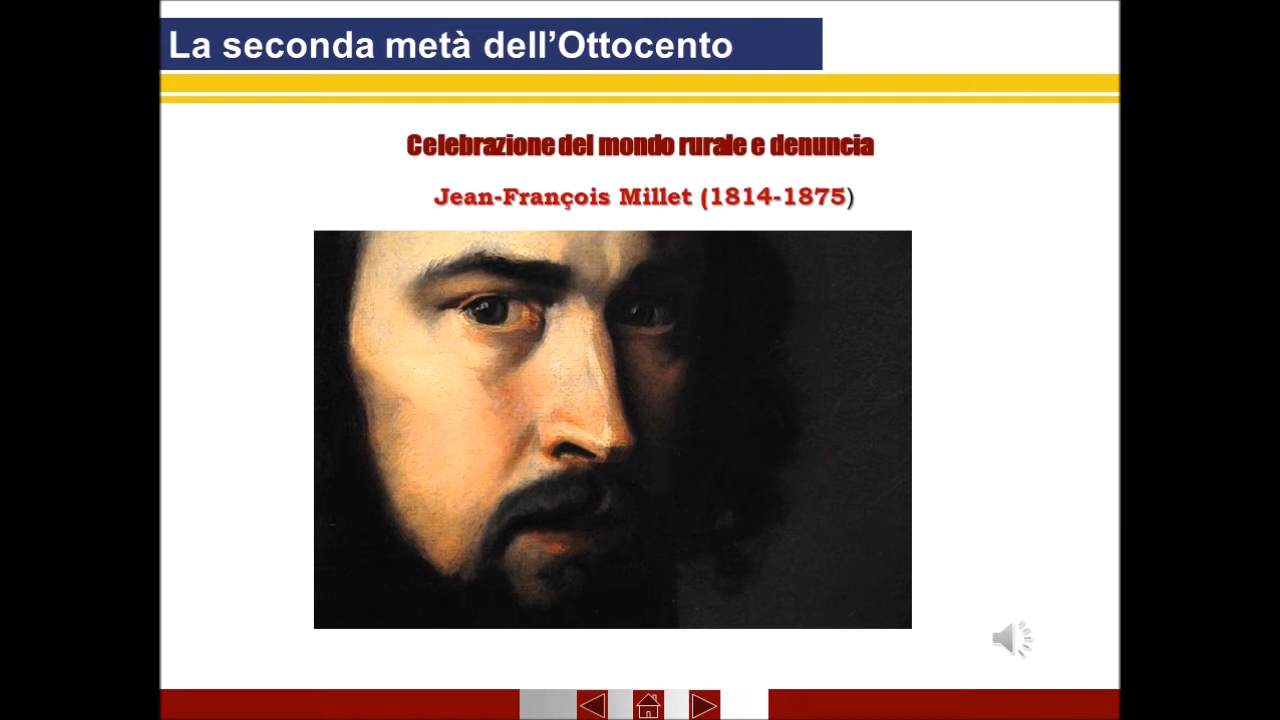 La seconda metà dell’Ottocento
Celebrazione del mondo rurale e denuncia
Jean-François Millet (1814-1875)